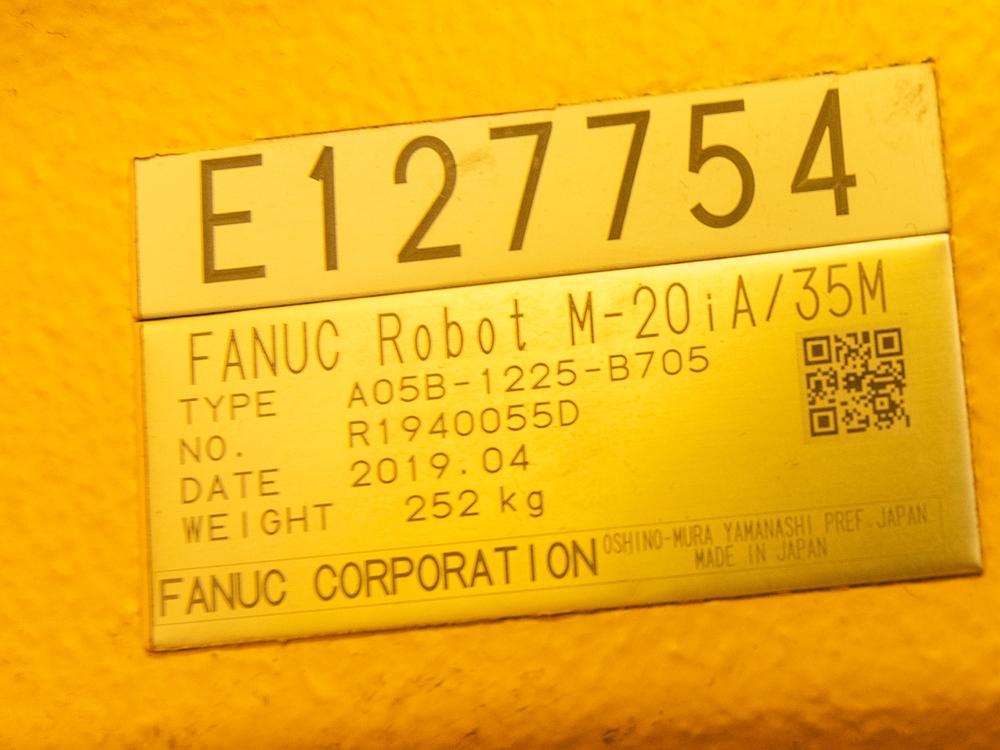 E127754
FANUC Robot M-20iA/35M
TYPE A05B-1225-B705
NO. R1940055D
DATE 2019.04
WEIGHT 252 kg
FANUC CORPORATION OSHINO-MURA YAMANASHI PREF. JAPAN
MADE IN JAPAN